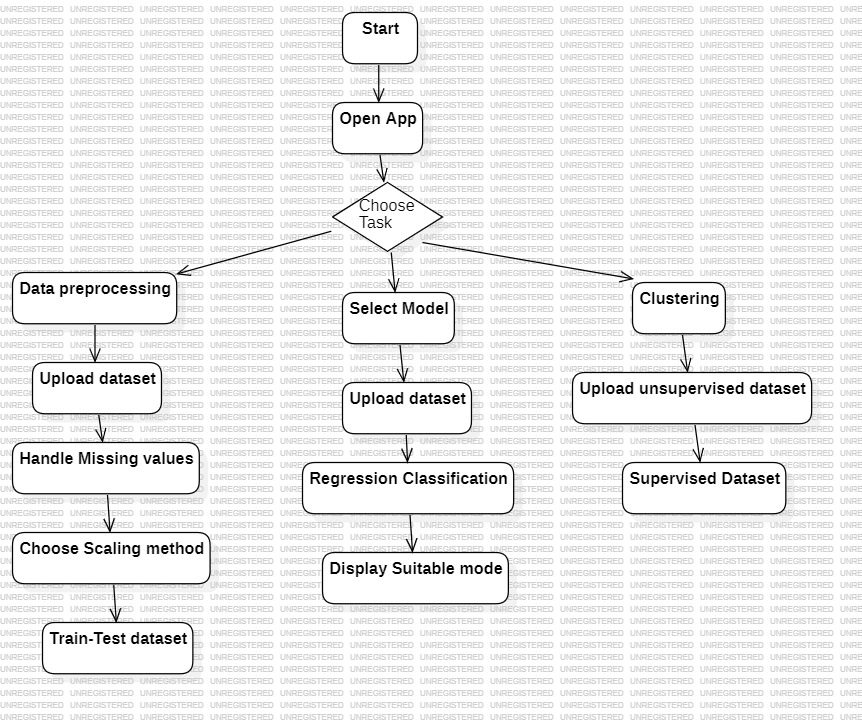 Start
Open App
Choose
Task
Data preprocessing
Select Model
Clustering
Upload dataset
Upload dataset
Upload unsupervised dataset
Handle Missing values
Regression Classification
Supervised Dataset
Choose Scaling method
Display Suitable mode
Train-Test dataset
UNREGISTERED